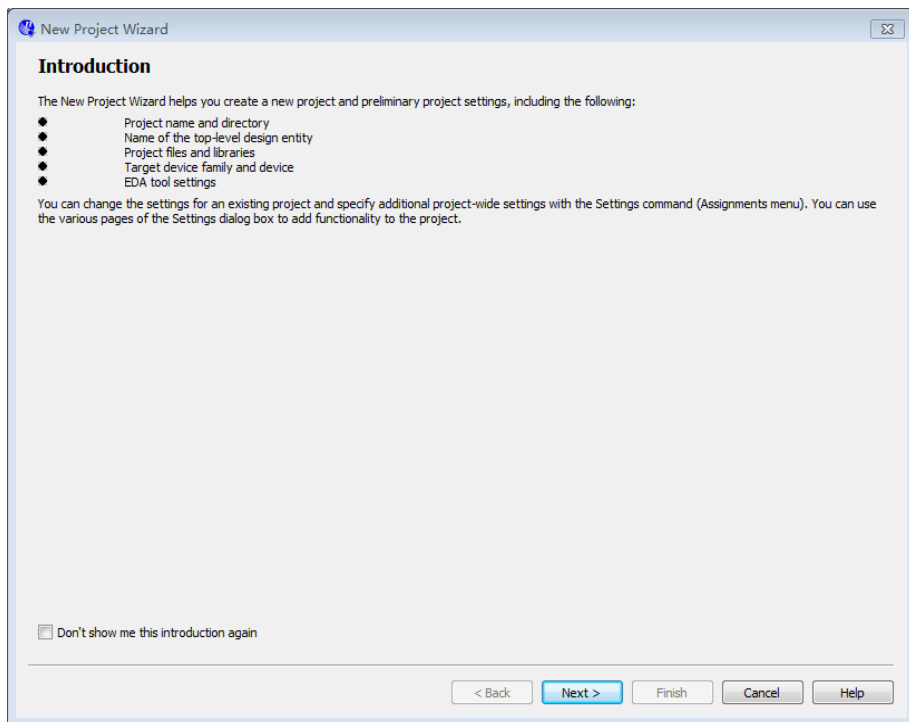 New Project Wizard
Introduction
The New Project Wizard helps you create a new project and preliminary project settings, including the following:
Project name and directory
Name of the top-level design entity
Project files and libraries
Target device family and device
EDA tool settings
You can change the settings for an existing project and specify additional project-wide settings with the Settings command (Assignments menu). You can use
the various pages of the Settings dialog box to add functionality to the project.
Don't show me this introduction again
< Back Next > Finish Cancel Help